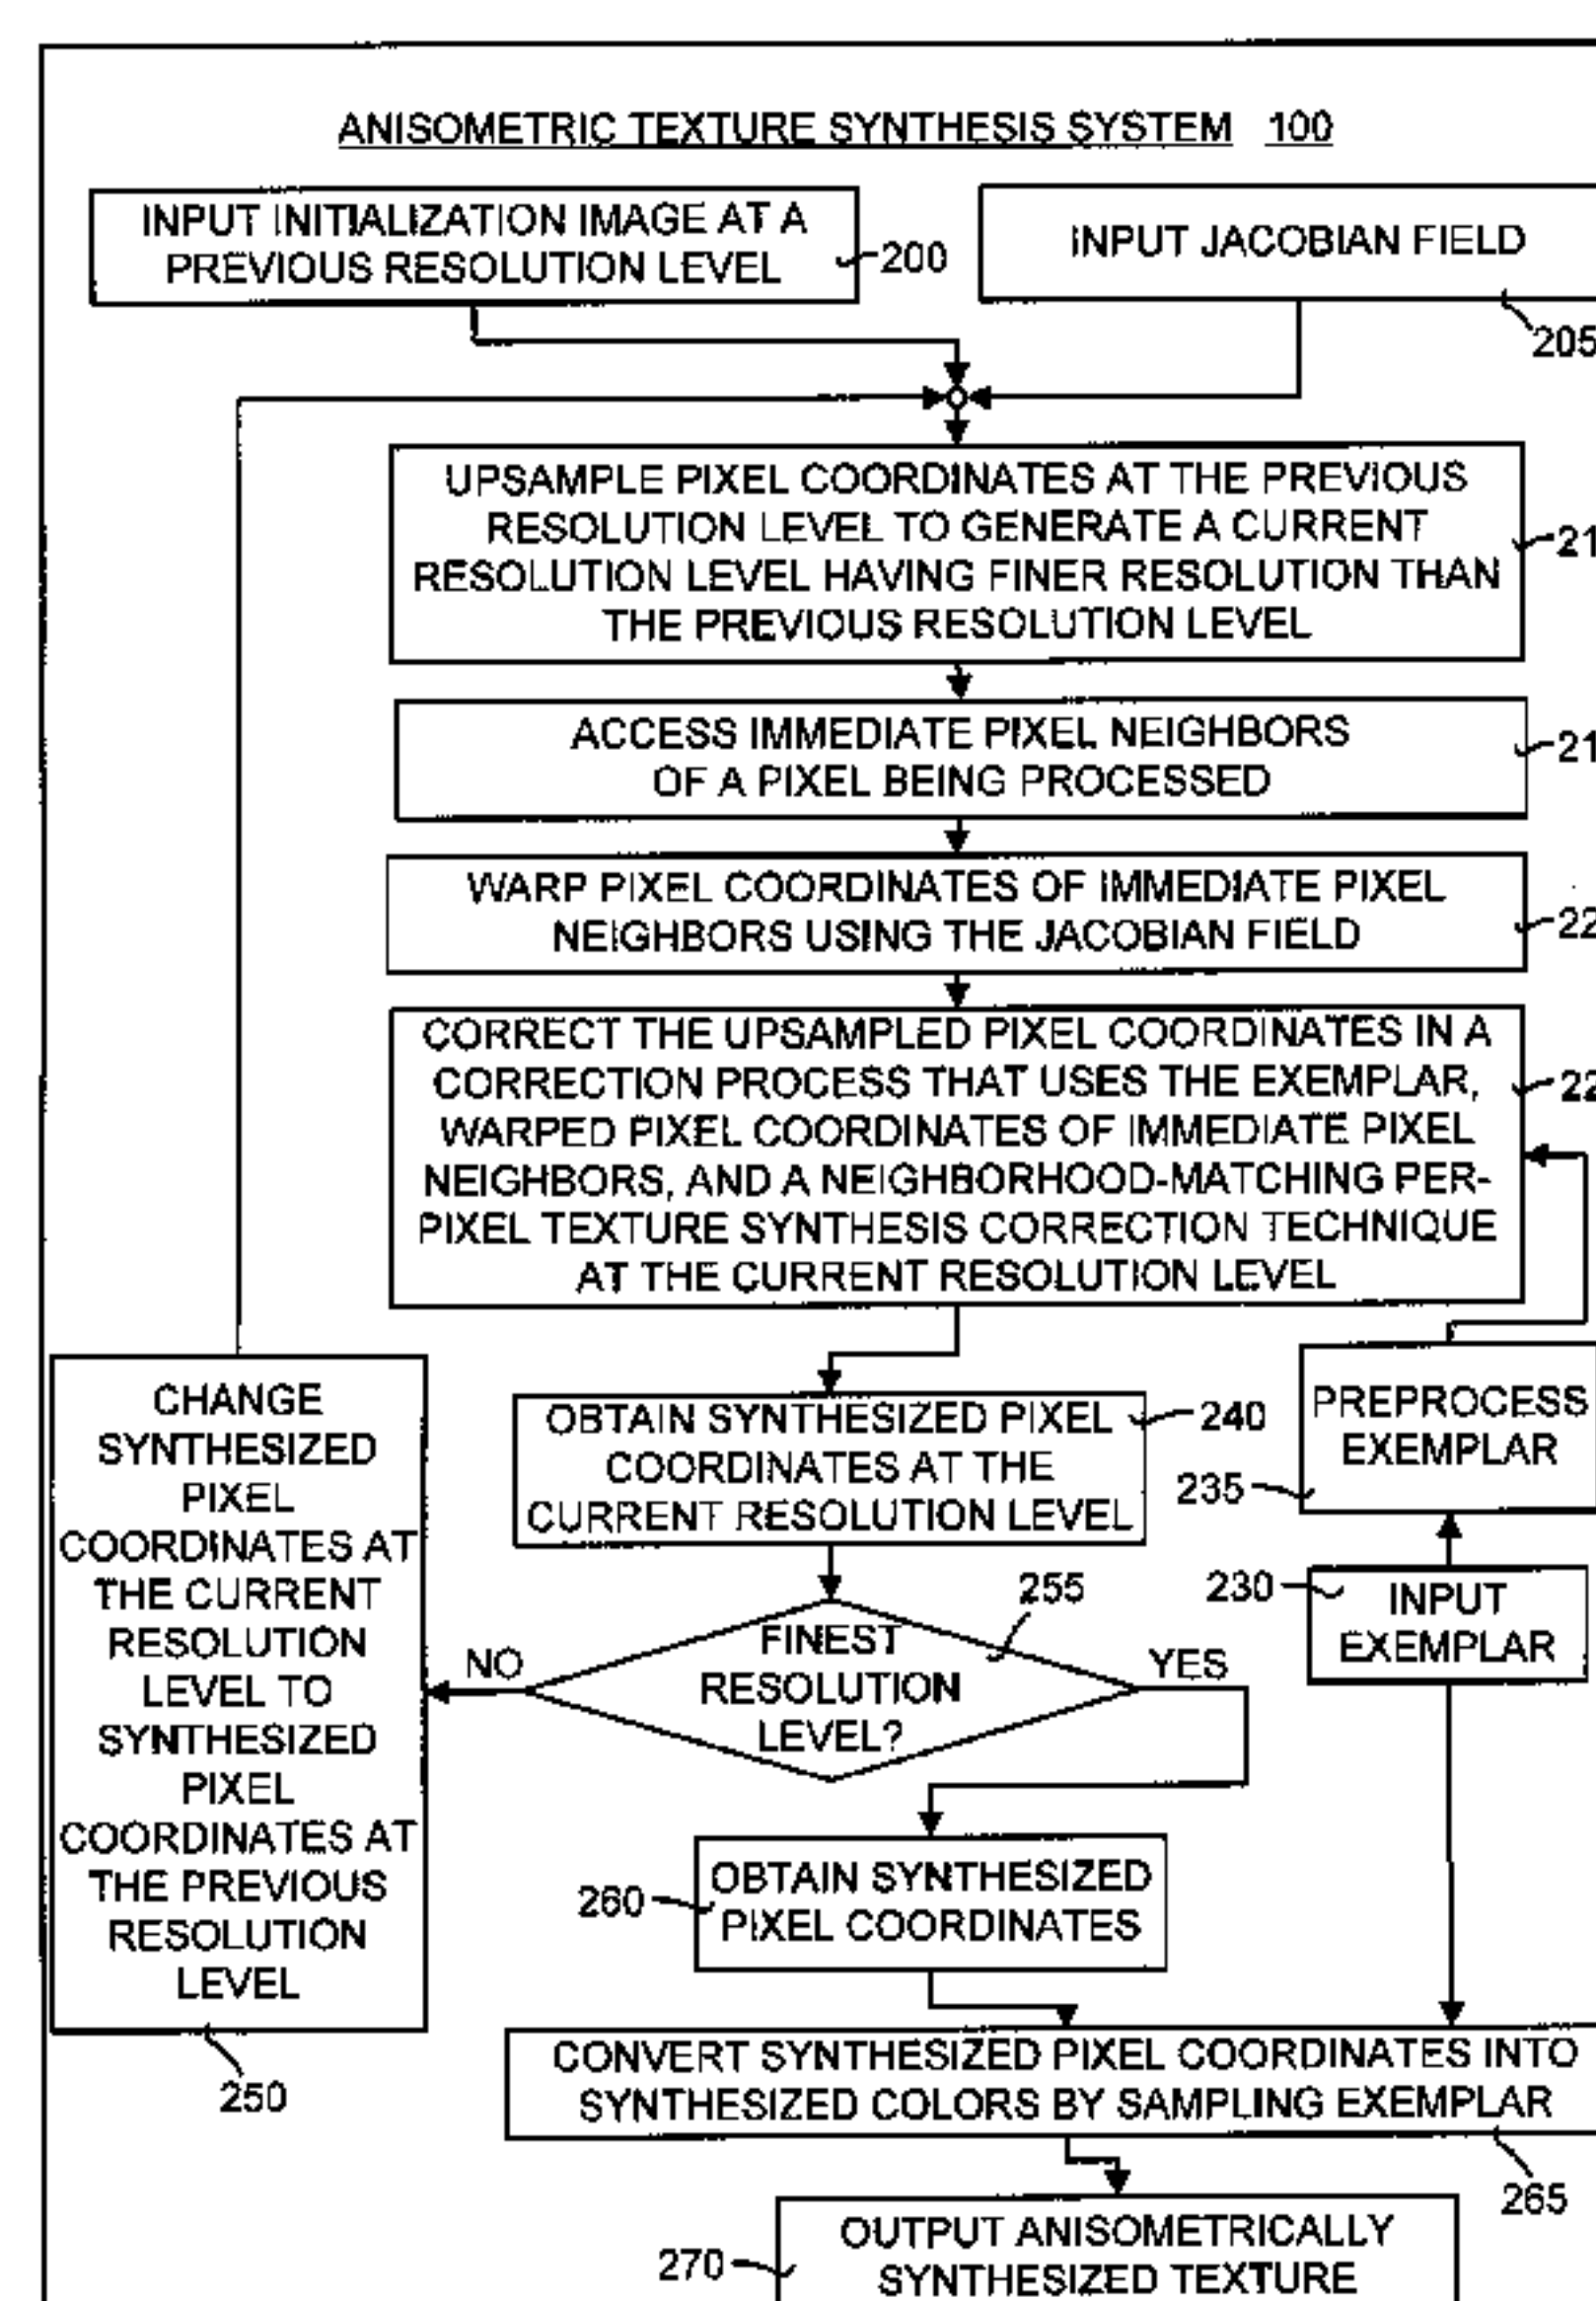 ANISOMETRIC TEXTURE SYNTHESIS SYSTEM 100
INPUT INITIALIZATION IMAGE AT A
PREVIOUS RESOLUTION LEVEL
200
INPUT JACOBIAN FIELD
205
UPSAMPLE PIXEL COORDINATES AT THE PREVIOUS
RESOLUTION LEVEL TO GENERATE A CURRENT
RESOLUTION LEVEL HAVING FINER RESOLUTION THAN
THE PREVIOUS RESOLUTION LEVEL
21
ACCESS IMMEDIATE PIXEL NEIGHBORS
OF A PIXEL BEING PROCESSED
21
WARP PIXEL COORDINATES OF IMMEDIATE PIXEL
NEIGHBORS USING THE JACOBIAN FIELD
22
CORRECT THE UPSAMPLED PIXEL COORDINATES IN A
CORRECTION PROCESS THAT USES THE EXEMPLAR,
WARPED PIXEL COORDINATES OF IMMEDIATE PIXEL
NEIGHBORS, AND A NEIGHBORHOOD-MATCHING PER-
PIXEL TEXTURE SYNTHESIS CORRECTION TECHNIQUE
AT THE CURRENT RESOLUTION LEVEL
22
CHANGE
SYNTHESIZED
PIXEL
COORDINATES AT
THE CURRENT
RESOLUTION
LEVEL TO
SYNTHESIZED
PIXEL
COORDINATES AT
THE PREVIOUS
RESOLUTION
LEVEL
250
OBTAIN SYNTHESIZED PIXEL
COORDINATES AT THE
CURRENT RESOLUTION LEVEL
240
PREPROCESS
EXEMPLAR
235
230
INPUT
EXEMPLAR
255
FINEST
RESOLUTION
LEVEL?
NO
YES
260
OBTAIN SYNTHESIZED
PIXEL COORDINATES
CONVERT SYNTHESIZED PIXEL COORDINATES INTO
SYNTHESIZED COLORS BY SAMPLING EXEMPLAR
265
270
OUTPUT ANISOMETRICALLY
SYNTHESIZED TEXTURE